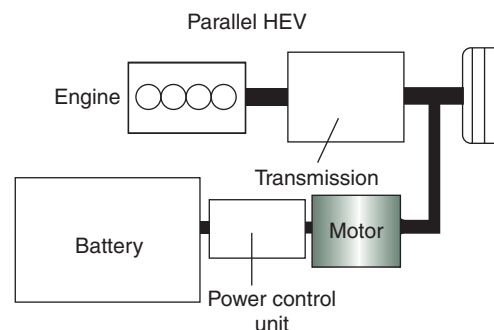 Parallel HEV
Engine
Transmission
Battery
Motor
Power control
unit